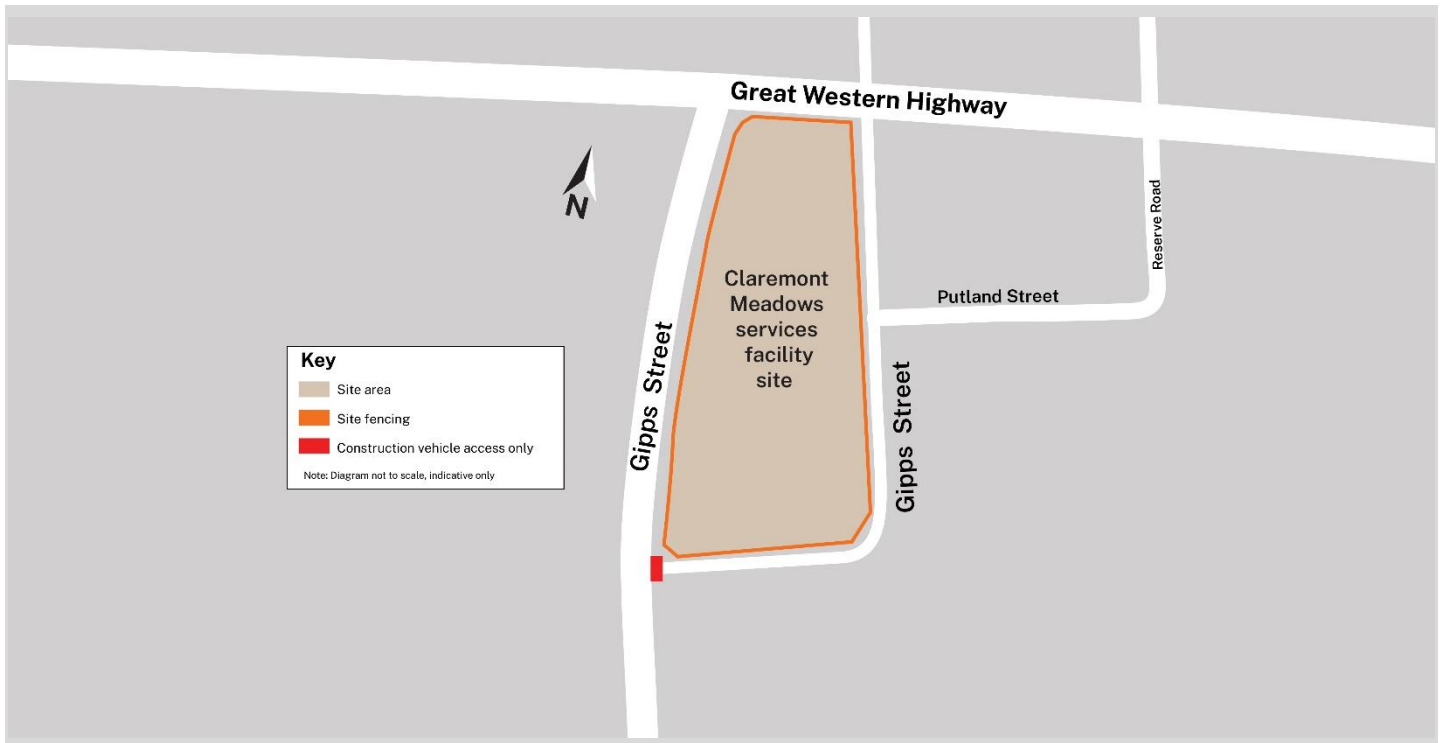 Great Western Highway
N
Reserve Road
Claremont
Meadows
services
facility
site
Putland Street
Gipps Street
Gipps Street
Key
Site area
Site fencing
Construction vehicle access only
Note: Diagram not to scale, indicative only